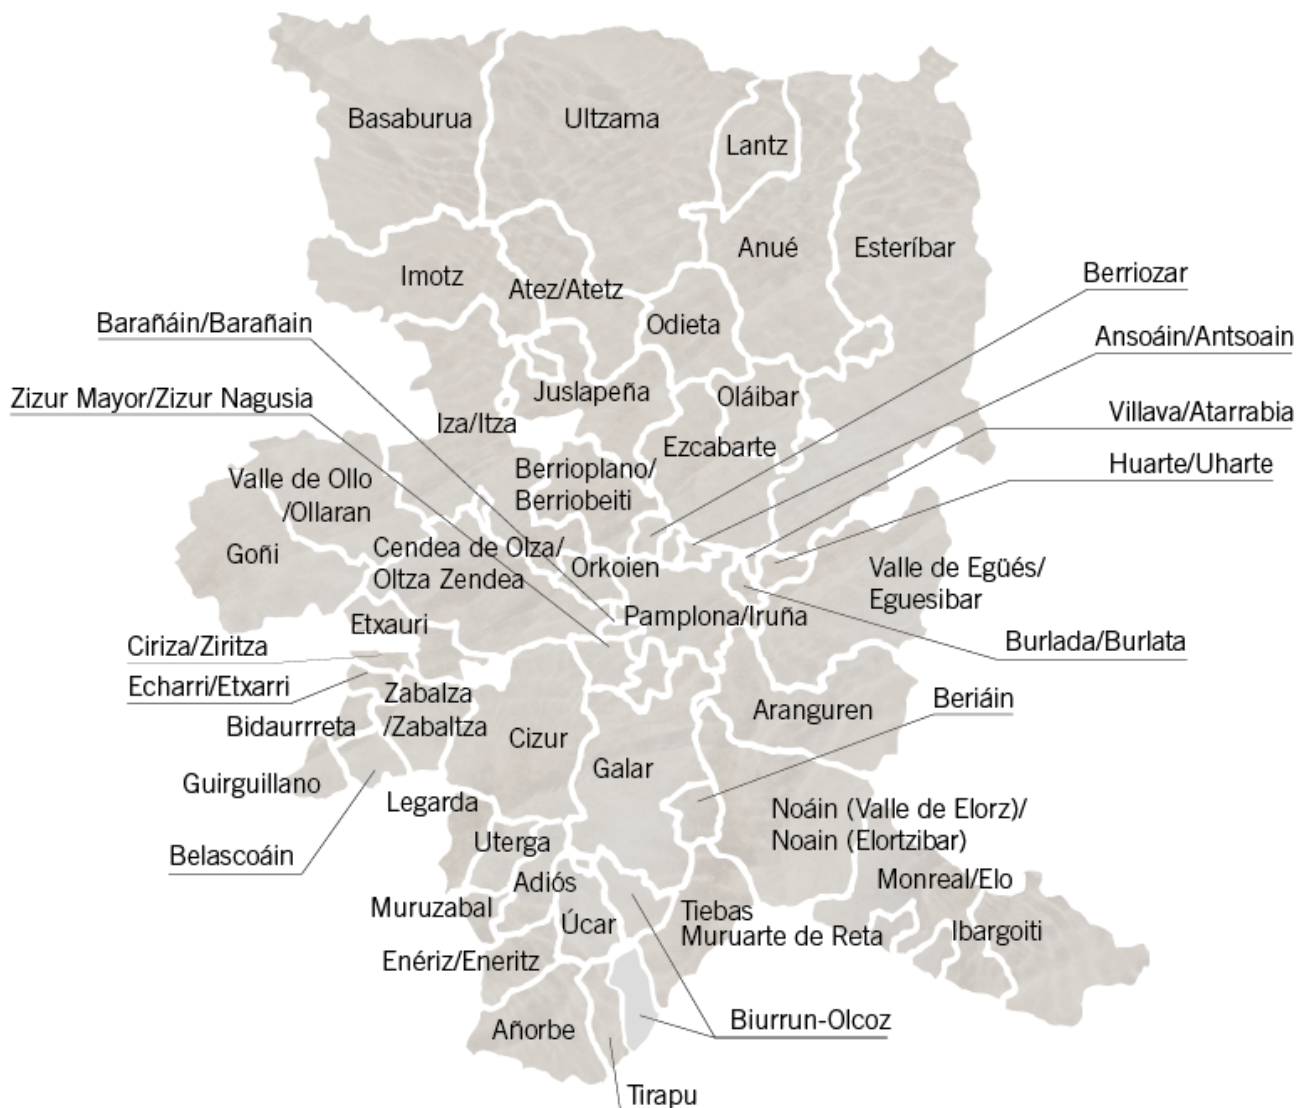 Basaburua
Ultzama
Lantz
Anué
Esteríbar
Imotz
Atez/Atetz
Odieta
Berriozar
Barañáin/Barañain
Ansoáin/Antsoain
Zizur Mayor/Zizur Nagusia
Juslapeña
Oláibar
Villava/Atarrabia
Iza/Itza
Ezcabarte
Huarte/Uharte
Berrioplano/
Berriobeiti
Valle de Ollo
/Ollaran
Goñi
Cendea de Olza/
Oltza Zendea
Orkoien
Valle de Egüés/
Eguesibar
Etxauri
Pamplona/Iruña
Burlada/Burlata
Ciriza/Ziritza
Echarri/Etxarri
Zabalza
/Zabaltza
Beriáin
Bidaurrreta
Cizur
Aranguren
Galar
Guirguillano
Legarda
Noáin (Valle de Elorz)/
Noain (Elortzibar)
Uterga
Belascoáin
Adiós
Monreal/Elo
Muruzabal
Úcar
Tiebas
Muruarte de Reta
Ibargoiti
Enériz/Eneritz
Añorbe
Biurrun-Olcoz
Tirapu